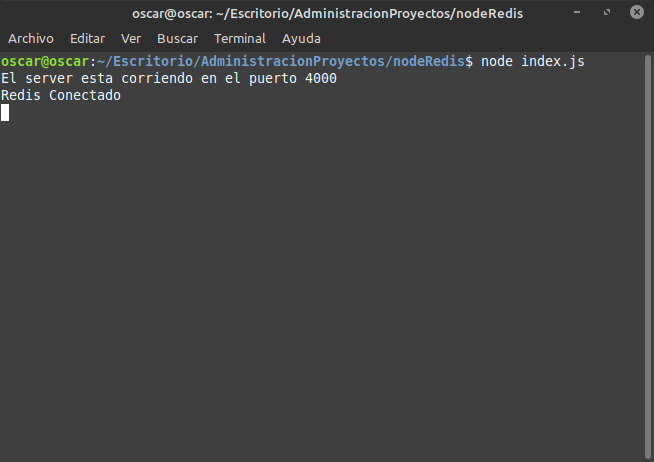 oscar@oscar: ~/Escritorio/AdministracionProyectos/nodeRedis
Archivo Editar Ver Buscar Terminal Ayuda
oscar@oscar:~/Escritorio/AdministracionProyectos/nodeRedis$ node index.js
El server esta corriendo en el puerto 4000
Redis Conectado